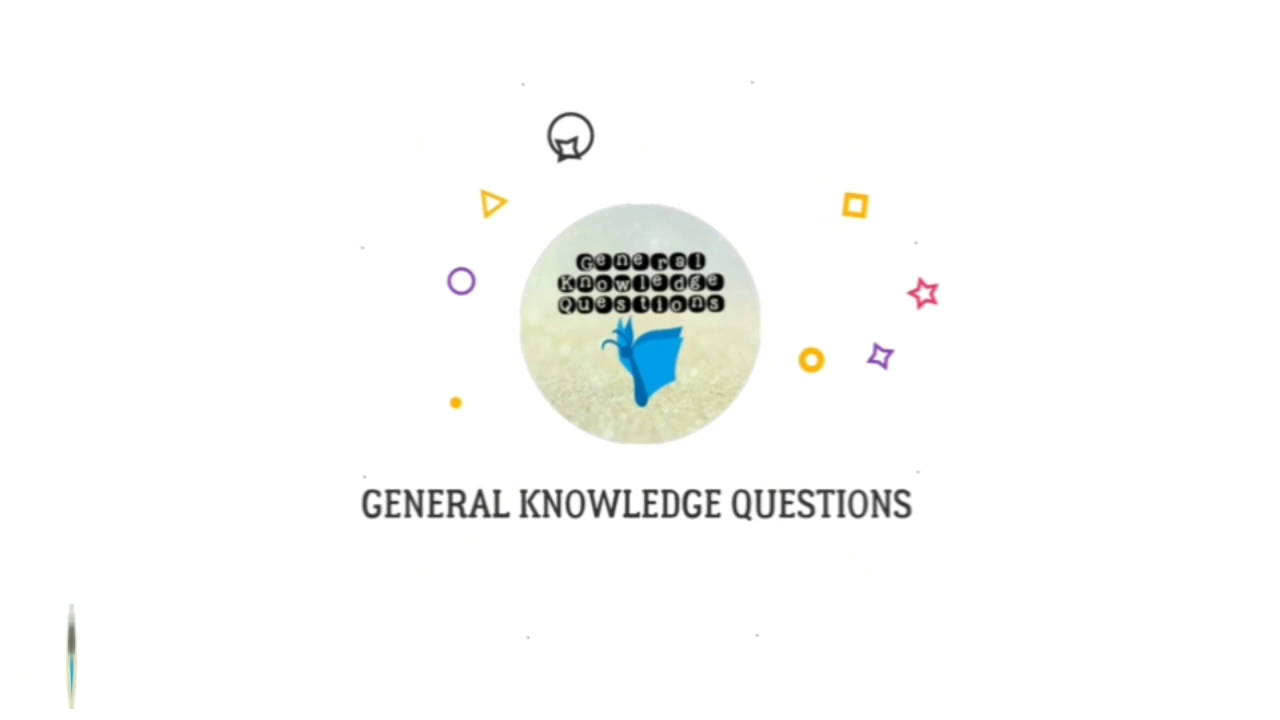 General
Knowledge
Questions
GENERAL KNOWLEDGE QUESTIONS